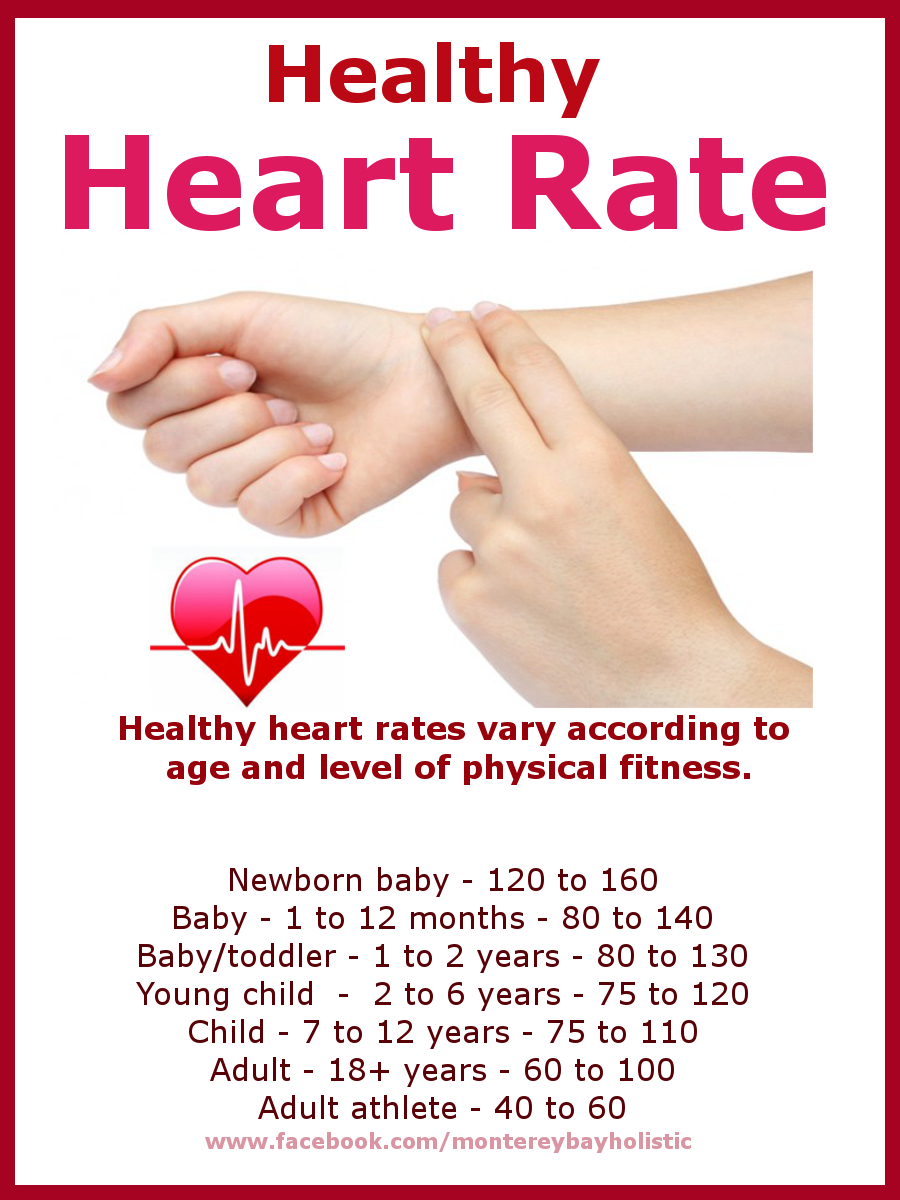 Healthy
Heart Rate
Healthy heart rates vary according to
age and level of physical fitness.
Newborn baby - 120 to 160
Baby - 1 to 12 months - 80 to 140
Baby/toddler - 1 to 2 years - 80 to 130
Young child  -  2 to 6 years - 75 to 120
Child - 7 to 12 years - 75 to 110
Adult - 18+ years - 60 to 100
Adult athlete - 40 to 60
www.facebook.com/montereybayholistic